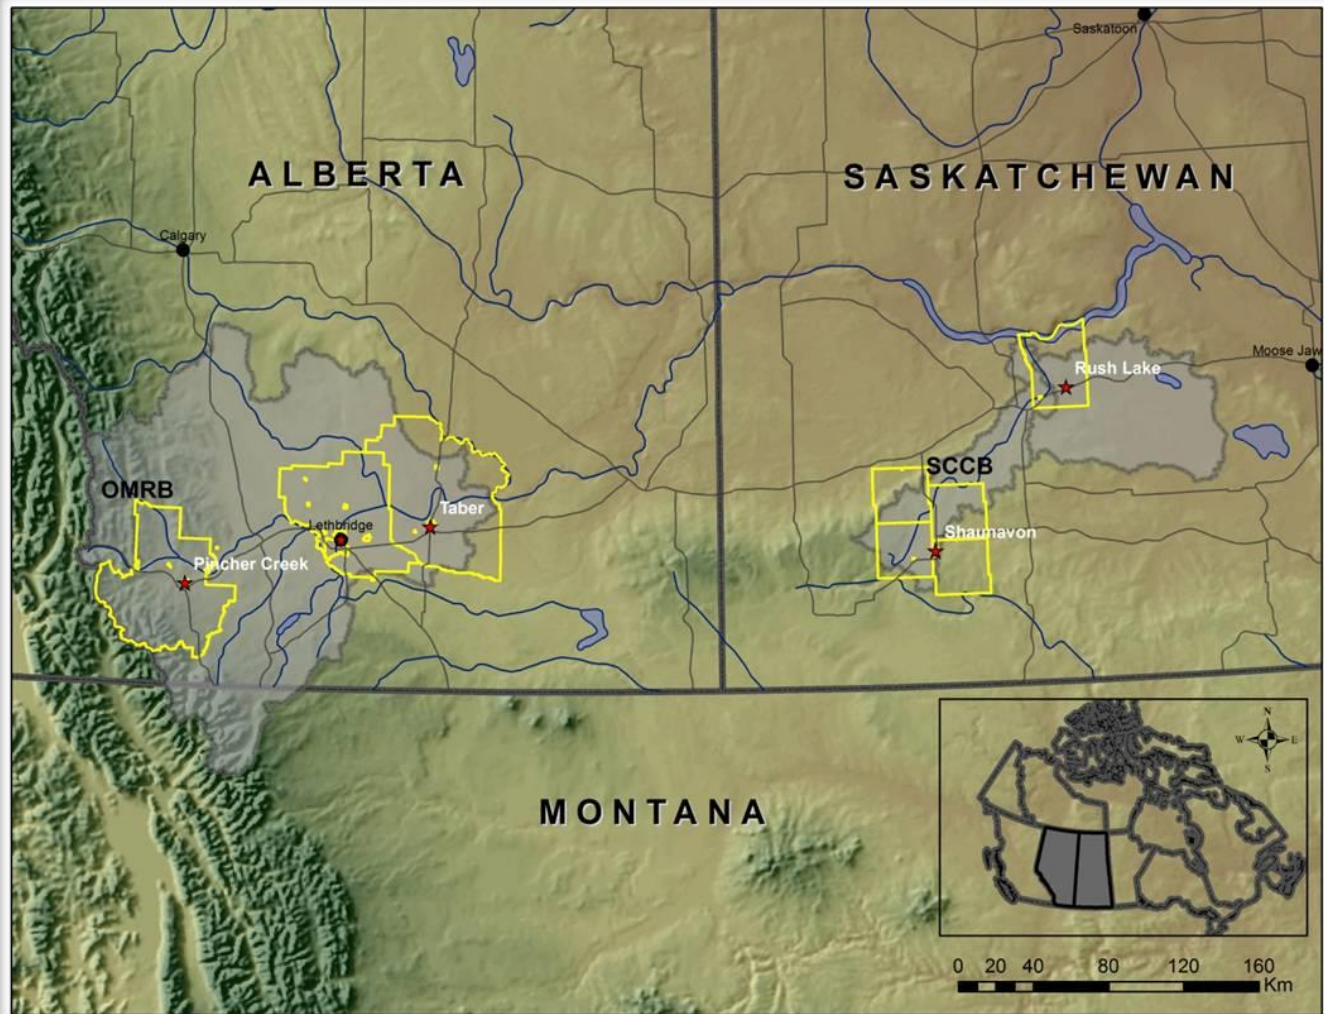 Saskatoon
ALBERTA
SASKATCHEWAN
Calgary
Moose Jaw
Rush Lake
SCCB
OMRB
Taber
Lethbridge
Shaunavon
Pincher Creek
N
W E
S
MONTANA
0 20 40 80 120 160
Km